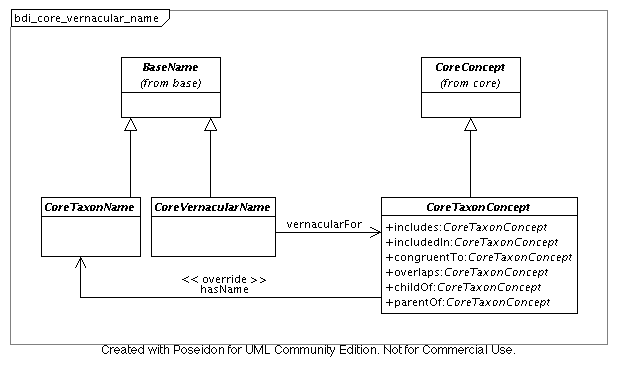 bdi_core_vernacular_name
BaseName
(from base)
CoreConcept
(from core)
CoreTaxonName
CoreVernacularName
CoreTaxonConcept
+includes:CoreTaxonConcept
+includedIn:CoreTaxonConcept
+congruentTo:CoreTaxonConcept
+overlaps:CoreTaxonConcept
+childOf:CoreTaxonConcept
+parentOf:CoreTaxonConcept
vernacularFor
<< override >>
hasName
Created with Poseidon for UML Community Edition. Not for Commercial Use.